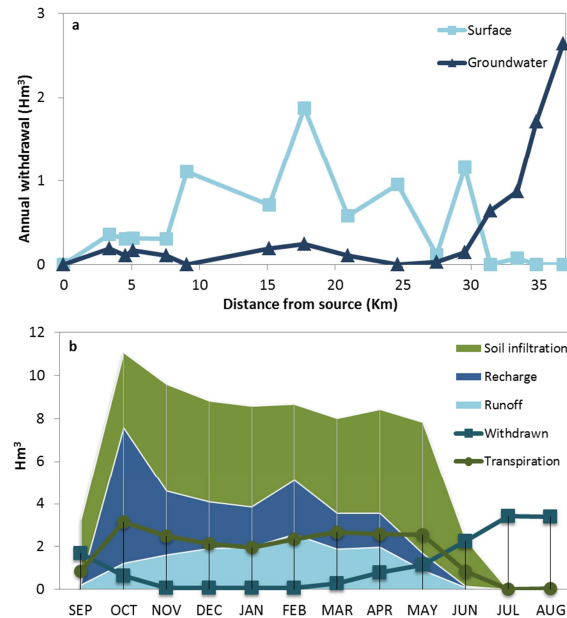 a
Surface
Groundwater
Annual withdrawal (Hm³)
3
2
1
0
0 5 10 15 20 25 30 35
Distance from source (Km)
b
Soil infiltration
Recharge
Runoff
Withdrawn
Transpiration
Hm³
12
10
8
6
4
2
0
SEP OCT NOV DEC JAN FEB MAR APR MAY JUN JUL AUG